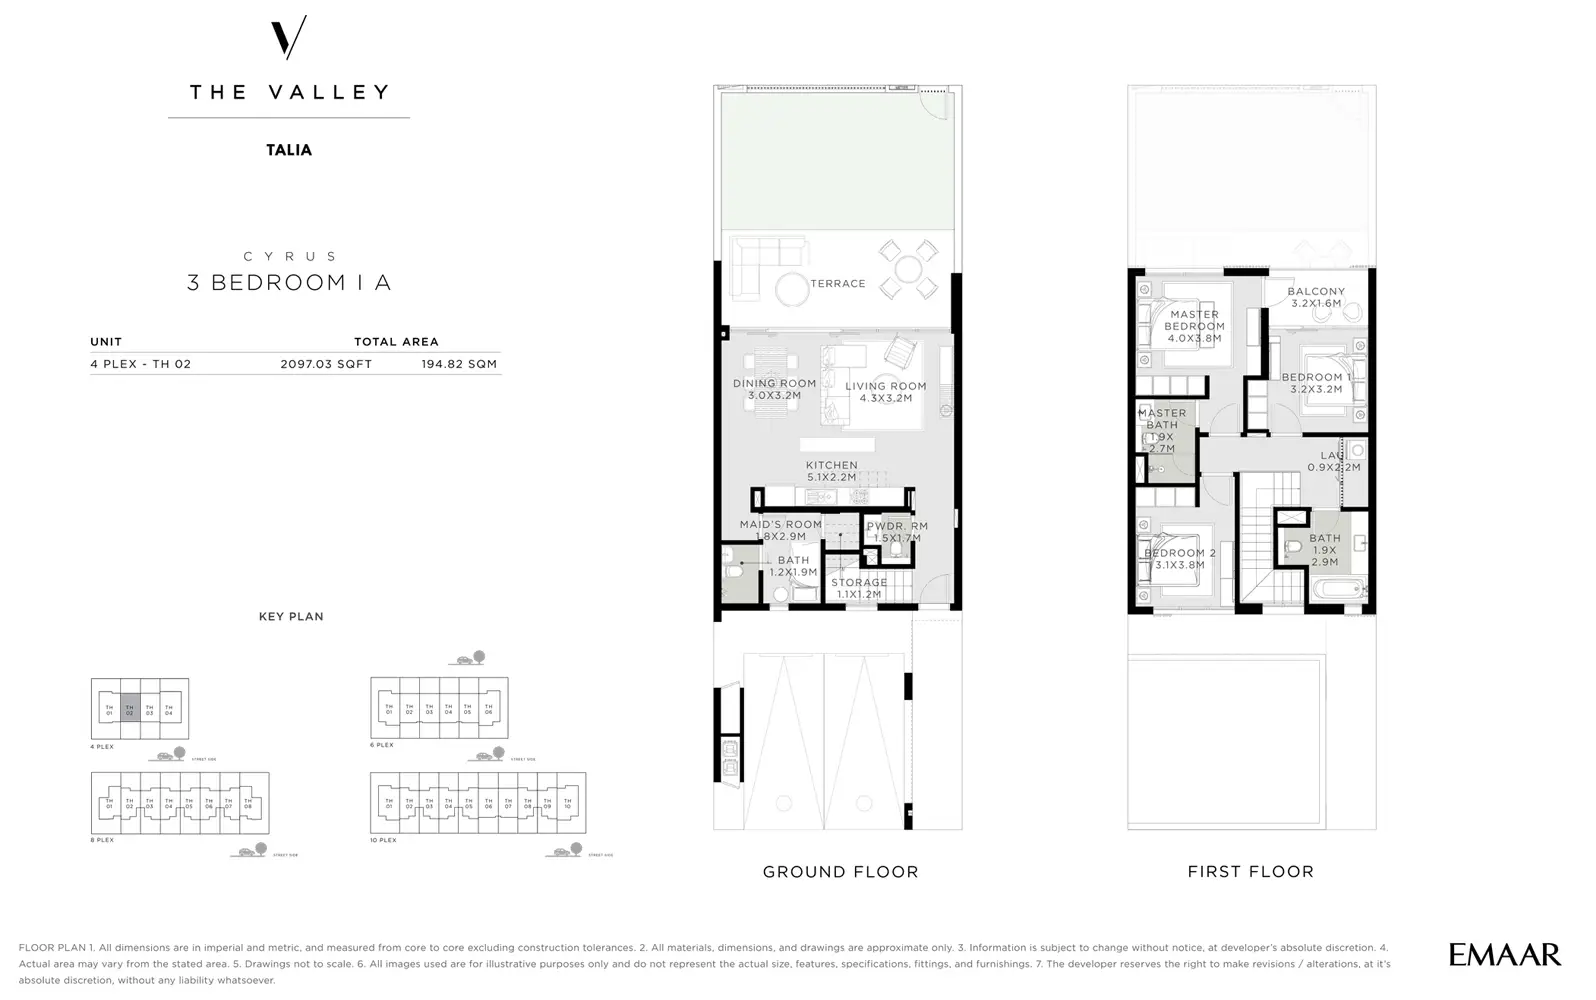 THE VALLEY
TALIA
CYRUS
3 BEDROOM I A
UNIT TOTAL AREA
4 PLEX - TH 02 2097.03 SQFT 194.82 SQM
KEY PLAN
TH 01 TH 02 TH 03 TH 04
4 PLEX
STREET SIDE
TH 01 TH 02 TH 03 TH 04 TH 05 TH 06
6 PLEX
STREET SIDE
TH 01 TH 02 TH 03 TH 04 TH 05 TH 06 TH 07 TH 08
8 PLEX
STREET SIDE
TH 01 TH 02 TH 03 TH 04 TH 05 TH 06 TH 07 TH 08 TH 09 TH 10
10 PLEX
STREET SIDE
TERRACE
DINING ROOM
3.0X3.2M
LIVING ROOM
4.3X3.2M
KITCHEN
5.1X2.2M
MAID'S ROOM
1.8X2.9M
PWDR. RM
1.5X1.7M
BATH
1.2X1.9M
STORAGE
1.1X1.2M
GROUND FLOOR
BALCONY
3.2X1.6M
MASTER
BEDROOM
4.0X3.8M
BEDROOM 1
3.2X3.2M
MASTER
BATH
1.9X
2.7M
LAU
0.9X2.2M
BEDROOM 2
3.1X3.8M
BATH
1.9X
2.9M
FIRST FLOOR
FLOOR PLAN 1. All dimensions are in imperial and metric, and measured from core to core excluding construction tolerances. 2. All materials, dimensions, and drawings are approximate only. 3. Information is subject to change without notice, at developer's absolute discretion. 4.
Actual area may vary from the stated area. 5. Drawings not to scale. 6. All images used are for illustrative purposes only and do not represent the actual size, features, specifications, fittings, and furnishings. 7. The developer reserves the right to make revisions / alterations, at it's
absolute discretion, without any liability whatsoever.
EMAAR